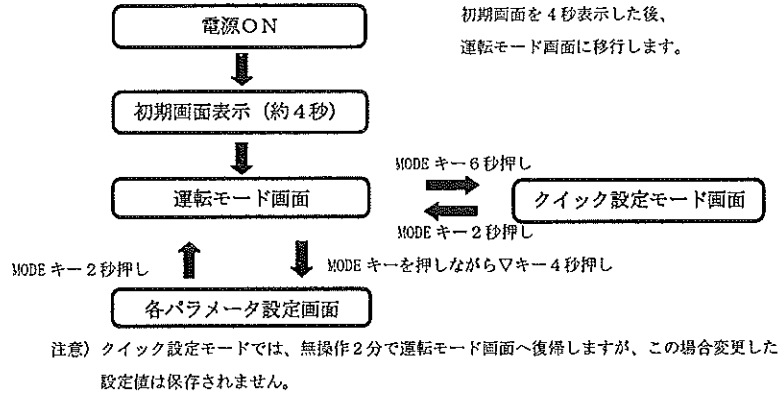 電源ON
初期画面を4秒表示した後、
運転モード画面に移行します。
初期画面表示（約4秒）
運転モード画面
MODE キー6秒押し
クイック設定モード画面
MODE キー2秒押し
MODE キー2秒押し
MODE キーを押しながら▽キー4秒押し
各パラメータ設定画面
注意）クイック設定モードでは、無操作2分で運転モード画面へ復帰しますが、この場合変更した
設定値は保存されません。